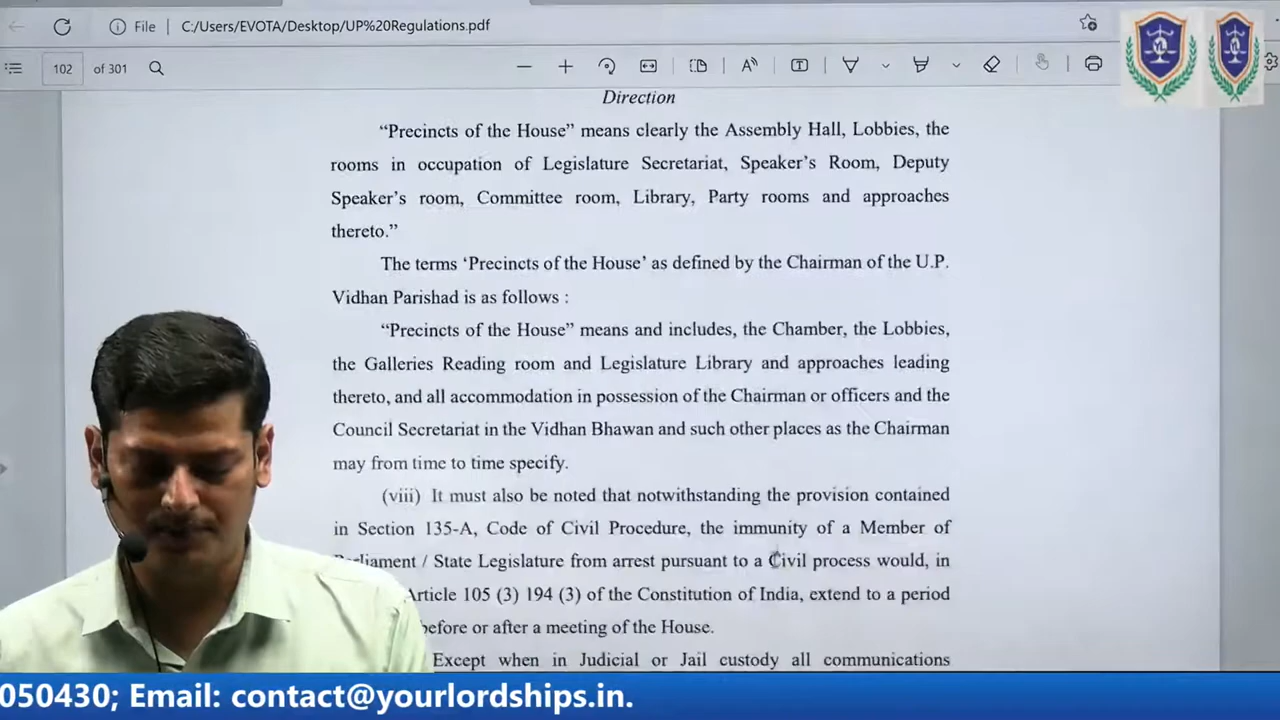 File
C:/Users/EVOTA/Desktop/UP%20Regulations.pdf
102 of 301
Direction
“Precincts of the House” means clearly the Assembly Hall, Lobbies, the
rooms in occupation of Legislature Secretariat, Speaker’s Room, Deputy
Speaker’s room, Committee room, Library, Party rooms and approaches
thereto.”
The terms ‘Precincts of the House’ as defined by the Chairman of the U.P.
Vidhan Parishad is as follows :
“Precincts of the House” means and includes, the Chamber, the Lobbies,
the Galleries Reading room and Legislature Library and approaches leading
thereto, and all accommodation in possession of the Chairman or officers and the
Council Secretariat in the Vidhan Bhawan and such other places as the Chairman
may from time to time specify.
(viii) It must also be noted that notwithstanding the provision contained
in Section 135-A, Code of Civil Procedure, the immunity of a Member of
/ State Legislature from arrest pursuant to a Civil process would, in
Article 105 (3) 194 (3) of the Constitution of India, extend to a period
before or after a meeting of the House.
Except when in Judicial or Jail custody all communications
050430; Email: contact@yourlordships.in.